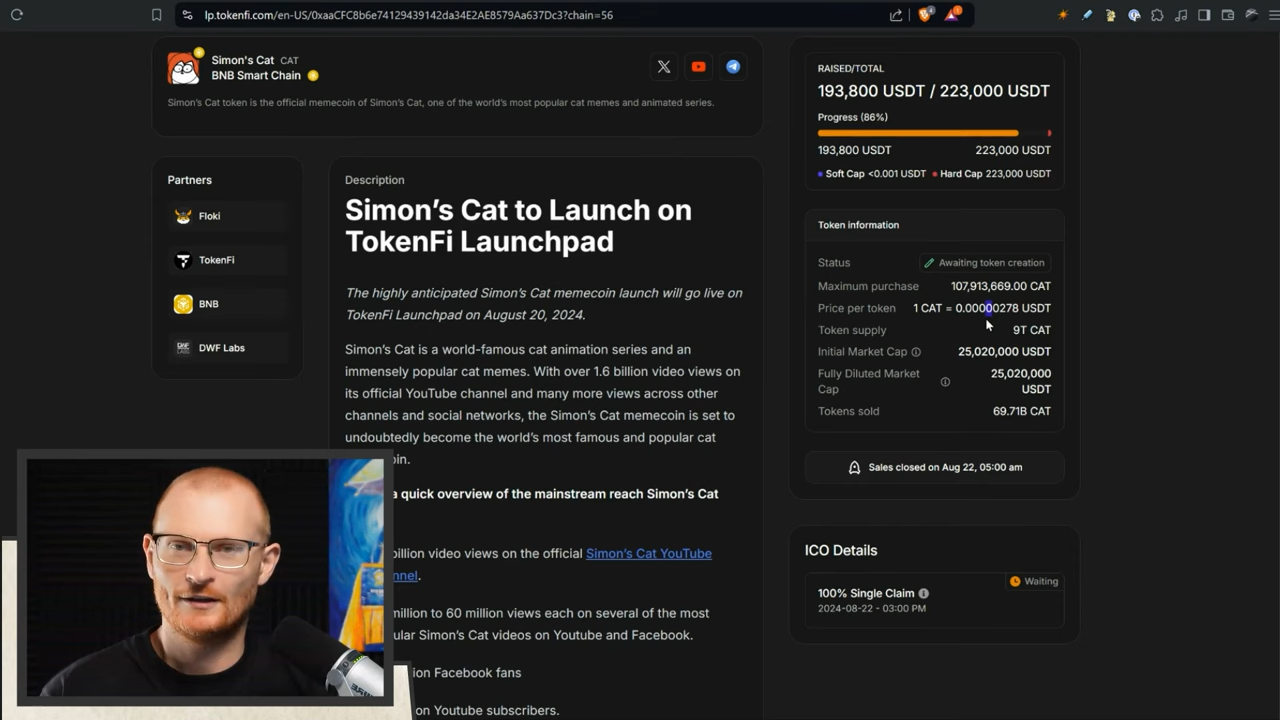 lp.tokenfi.com/en-US/0xaaCFC8b6e74129439142da34E2AE8579Aa637Dc3?chain=56
Simon's Cat CAT
BNB Smart Chain
Simon's Cat token is the official memecoin of Simon's Cat, one of the world's most popular cat memes and animated series.
Partners
Floki
TokenFi
BNB
DWF Labs
Description
Simon's Cat to Launch on
TokenFi Launchpad
The highly anticipated Simon's Cat memecoin launch will go live on
TokenFi Launchpad on August 20, 2024.
Simon's Cat is a world-famous cat animation series and an
immensely popular cat memes. With over 1.6 billion video views on
its official YouTube channel and many more views across other
channels and social networks, the Simon's Cat memecoin is set to
undoubtedly become the world's most famous and popular cat
oin.
a quick overview of the mainstream reach Simon's Cat
billion video views on the official Simon's Cat YouTube
nnel.
million to 60 million views each on several of the most
ular Simon's Cat videos on Youtube and Facebook.
ion Facebook fans
on Youtube subscribers.
RAISED/TOTAL
193,800 USDT / 223,000 USDT
Progress (86%)
193,800 USDT 223,000 USDT
Soft Cap <0.001 USDT Hard Cap 223,000 USDT
Token information
Status Awaiting token creation
Maximum purchase 107,913,669.00 CAT
Price per token 1 CAT = 0.00000278 USDT
Token supply 9T CAT
Initial Market Cap 25,020,000 USDT
Fully Diluted Market Cap 25,020,000 USDT
Tokens sold 69.71B CAT
Sales closed on Aug 22, 05:00 am
ICO Details
Waiting
100% Single Claim
2024-08-22 - 03:00 PM